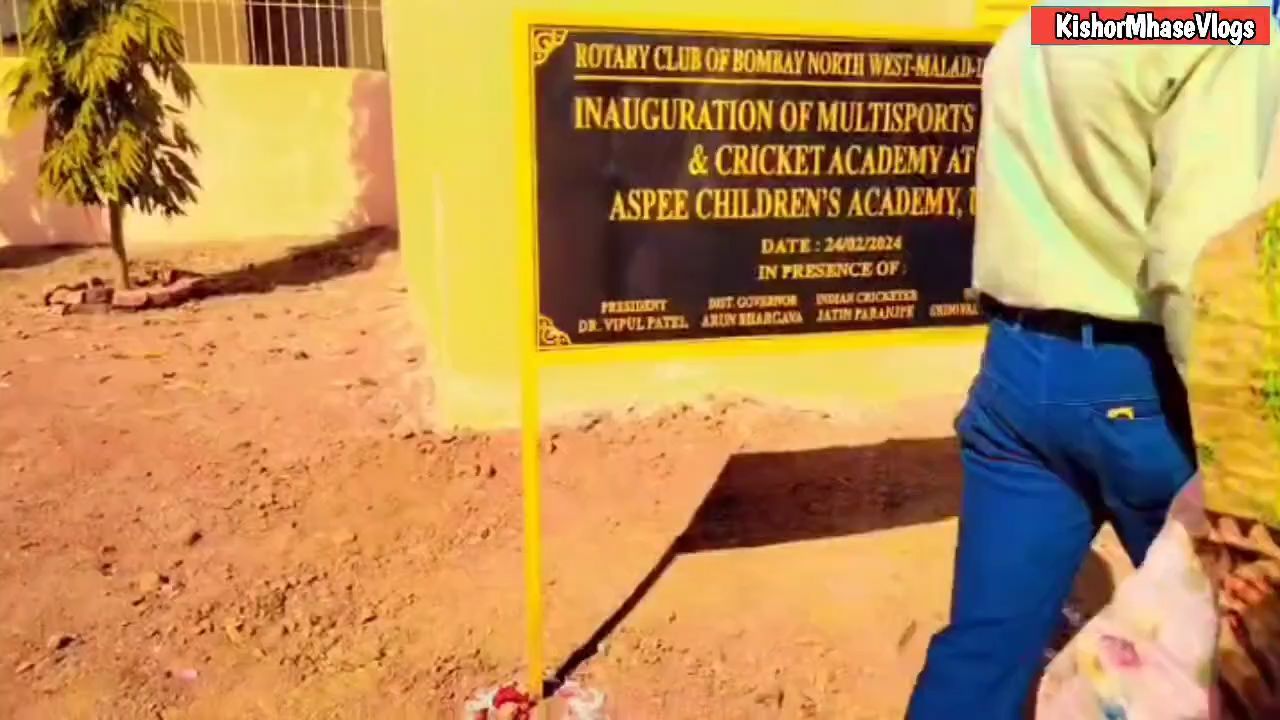 KishorMhaseVlogs
ROTARY CLUB OF BOMBAY NORTH WEST-MALAD-
INAUGURATION OF MULTISPORTS
& CRICKET ACADEMY AT
ASPEE CHILDREN'S ACADEMY,
DATE : 24/02/2024
IN PRESENCE OF :
PRESIDENT DIST. GOVERNOR INDIAN CRICKETER
DR. VIPUL PATEL ARUN BHARGAVA JATIN PARANJPE